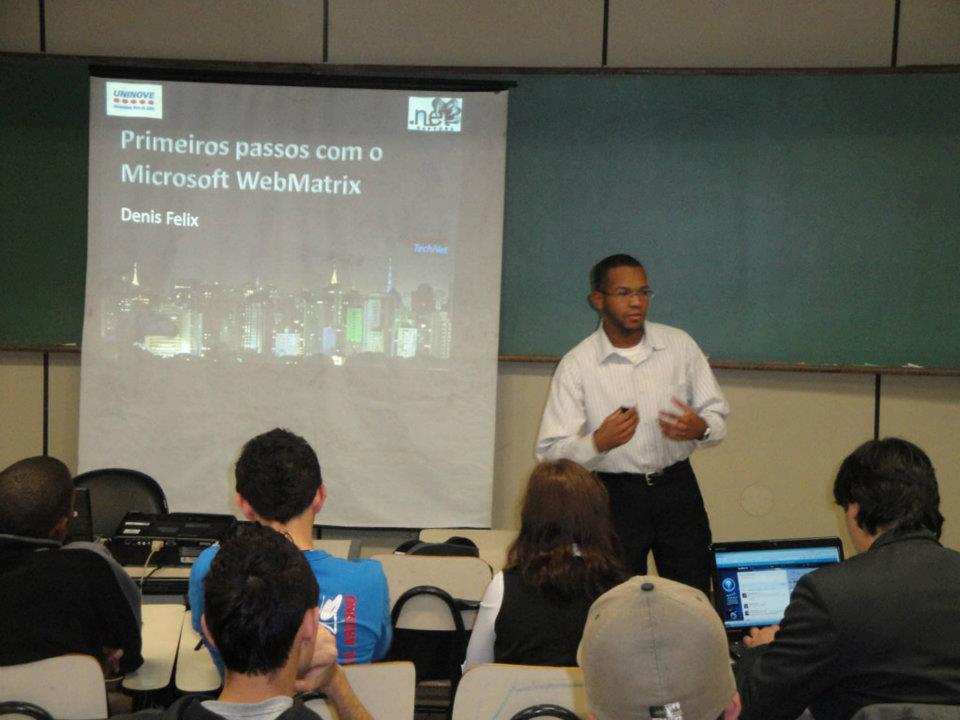 UNINOVE
.net
Primeiros passos com o
Microsoft WebMatrix
Denis Felix
TechNet